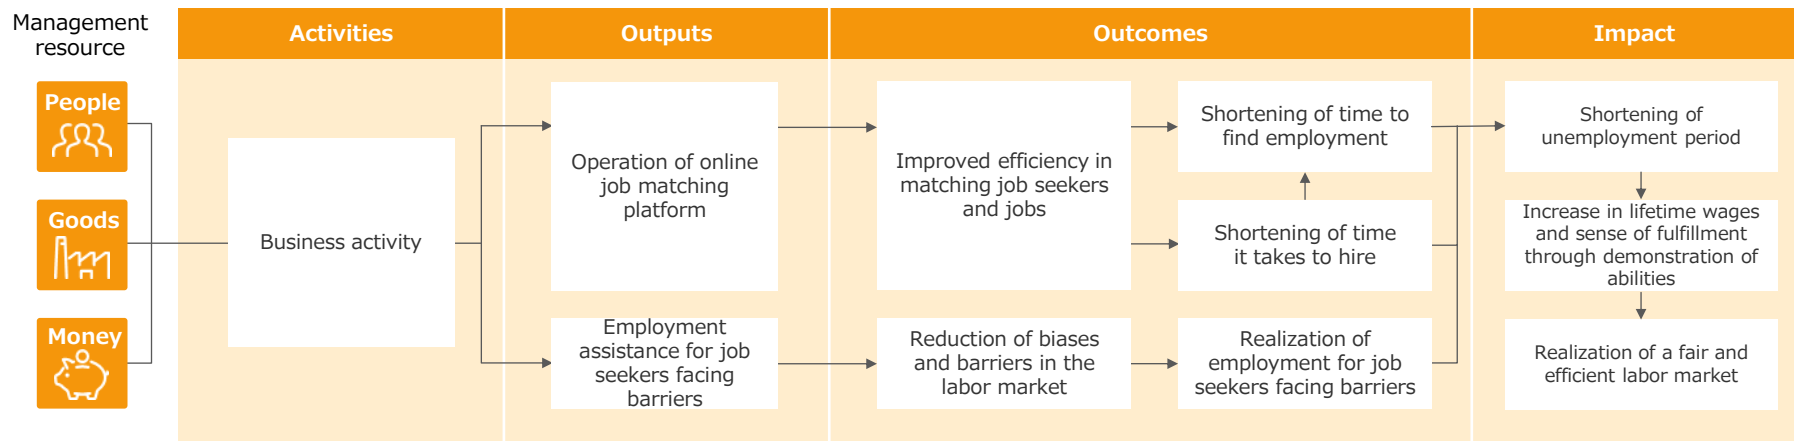 Management
resource
Activities
Outputs
Outcomes
Impact
People
Goods
Money
Business activity
Operation of online
job matching
platform
Employment
assistance for job
seekers facing
barriers
Improved efficiency in
matching job seekers
and jobs
Reduction of biases
and barriers in the
labor market
Shortening of time to
find employment
Shortening of time
it takes to hire
Realization of
employment for job
seekers facing barriers
Shortening of
unemployment period
Increase in lifetime wages
and sense of fulfillment
through demonstration of
abilities
Realization of a fair and
efficient labor market